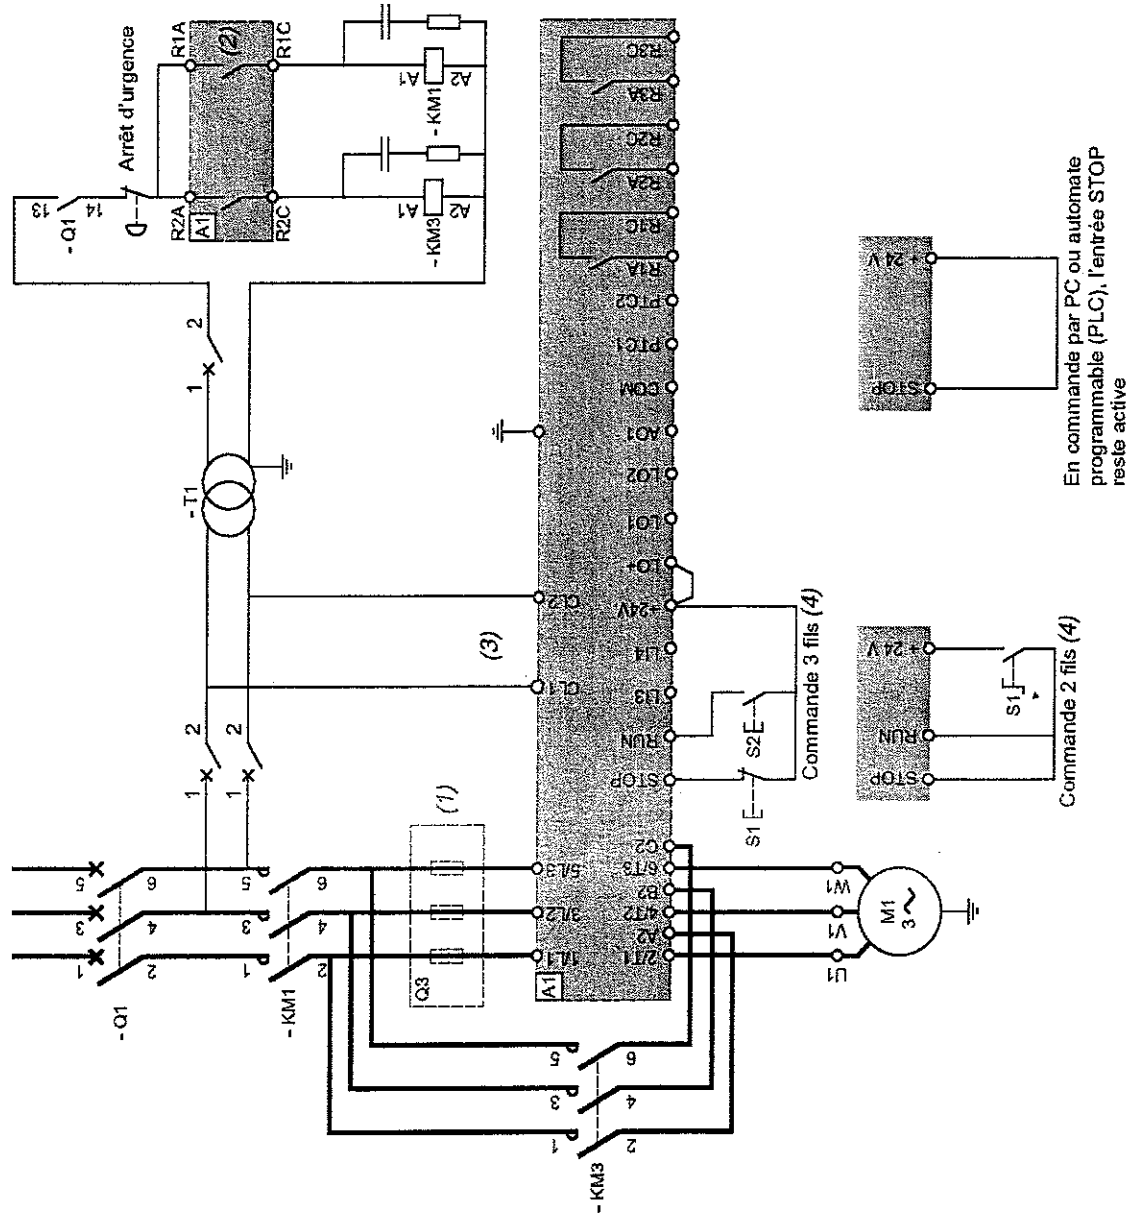 1
3
5
- Q1
2
4
6
1
3
5
- KM1
2
4
6
1
2
1
2
- T1
1
2
13
- Q1
14
Arrêt d'urgence
R2A
R1A
A1
(2)
R2C
R1C
A1
A1
- KM3
- KM1
A2
A2
Q3
(1)
(3)
1
3
5
- KM3
2
4
6
A1
1/L1
3/L2
5/L3
CL1
CL2
2/T1
A2
4/T2
B2
6/T3
C2
STOP
RUN
LI3
LI4
+24V
LO+
LO1
LO2
AO1
COM
PTC1
PTC2
R1A
R1C
R2A
R2C
R3A
R3C
S1
S2
Commande 3 fils (4)
U1
V1
W1
M1
3
STOP
RUN
+ 24 V
S1
Commande 2 fils (4)
STOP
+ 24 V
En commande par PC ou automate
programmable (PLC), l'entrée STOP
reste active